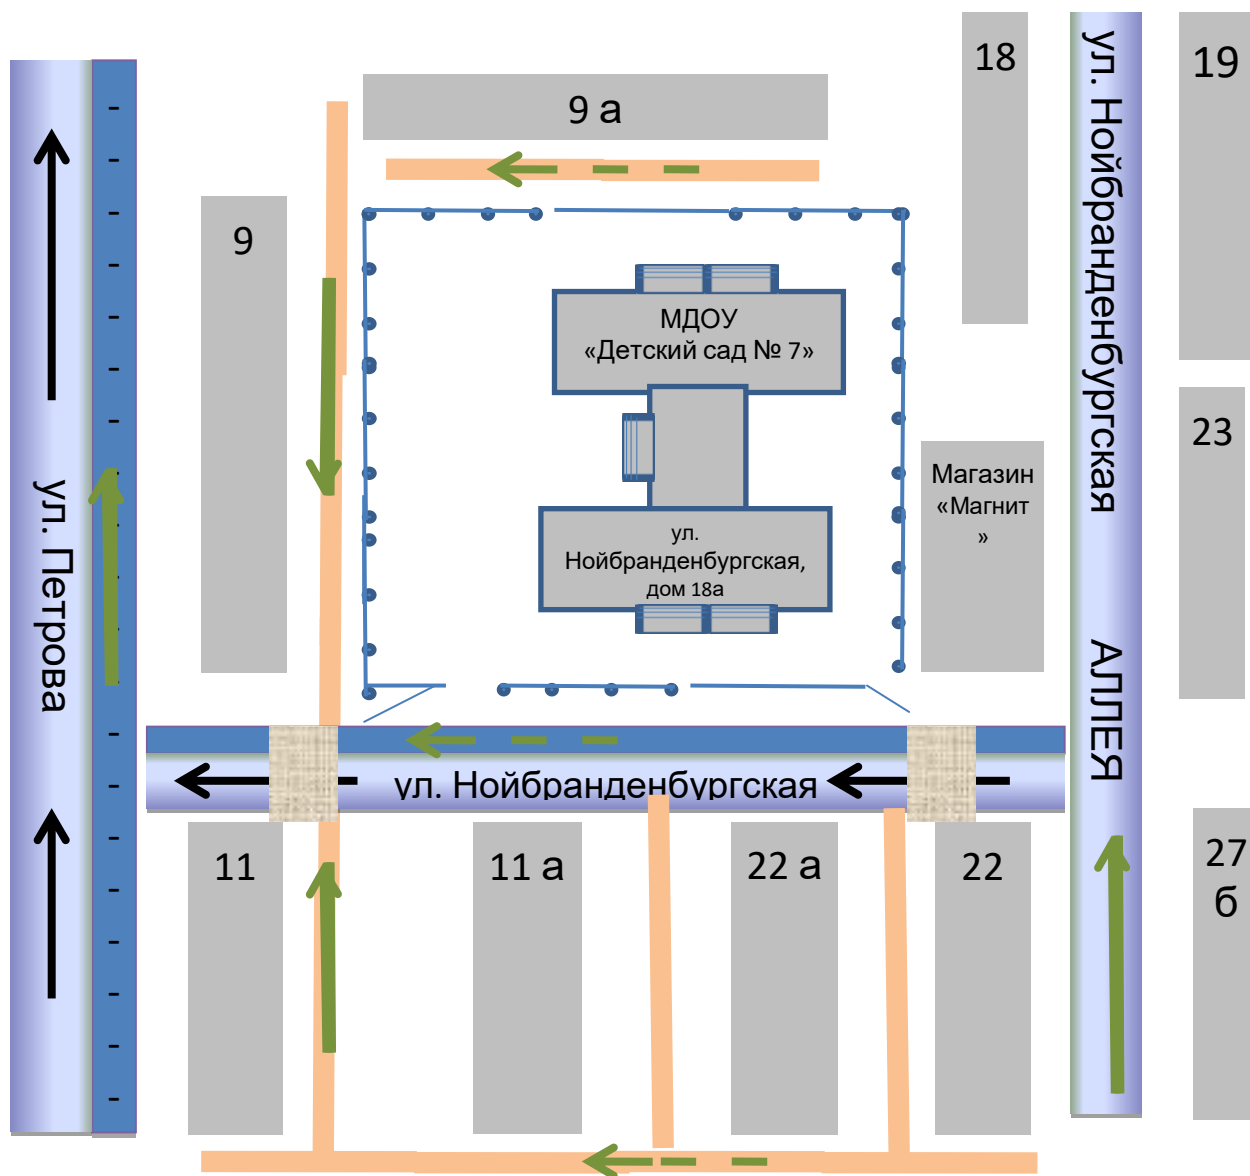 18
19
9 а
ул. Нойбранденбургская
9
МДОУ
«Детский сад № 7»
23
Магазин
«Магнит
»
ул. Петрова
ул.
Нойбранденбургская,
дом 18а
АЛЛЕЯ
ул. Нойбранденбургская
11
11 а
22 а
22
27
б